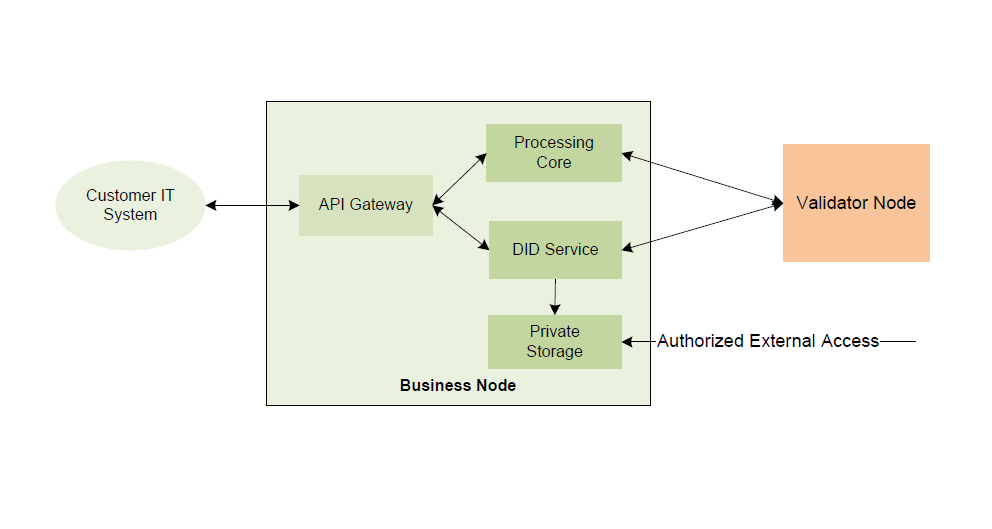 Customer IT
System
API Gateway
Processing
Core
DID Service
Private
Storage
Business Node
Validator Node
Authorized External Access